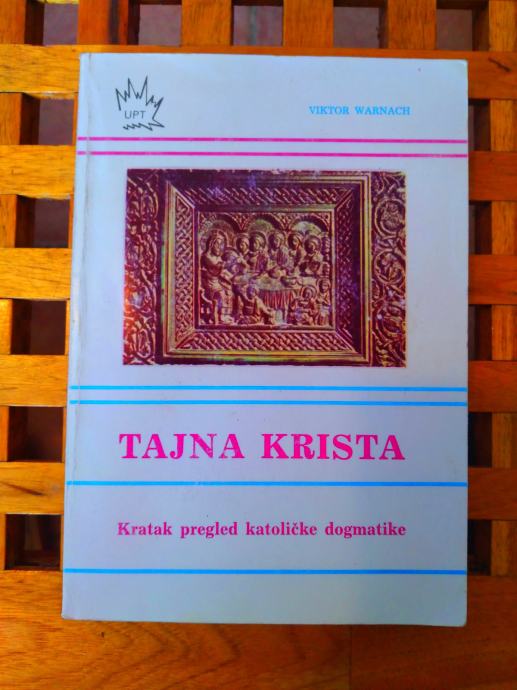 UPT
VIKTOR WARNACH
TAJNA KRISTA
Kratak pregled katoličke dogmatike